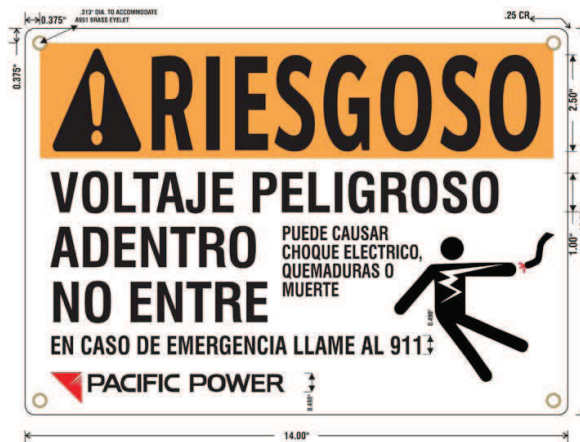 .313" DIA. TO ACCOMMODATE
A951 BRASS EYELET
0.375"
.25 CR.
0.375"
RIESGOSO
2.50"
VOLTAJE PELIGROSO
1.00"
ADENTRO
NO ENTRE
PUEDE CAUSAR
CHOQUE ELECTRICO,
QUEMADURAS O
MUERTE
EN CASO DE EMERGENCIA LLAME AL 911
0.490"
PACIFIC POWER
14.00"